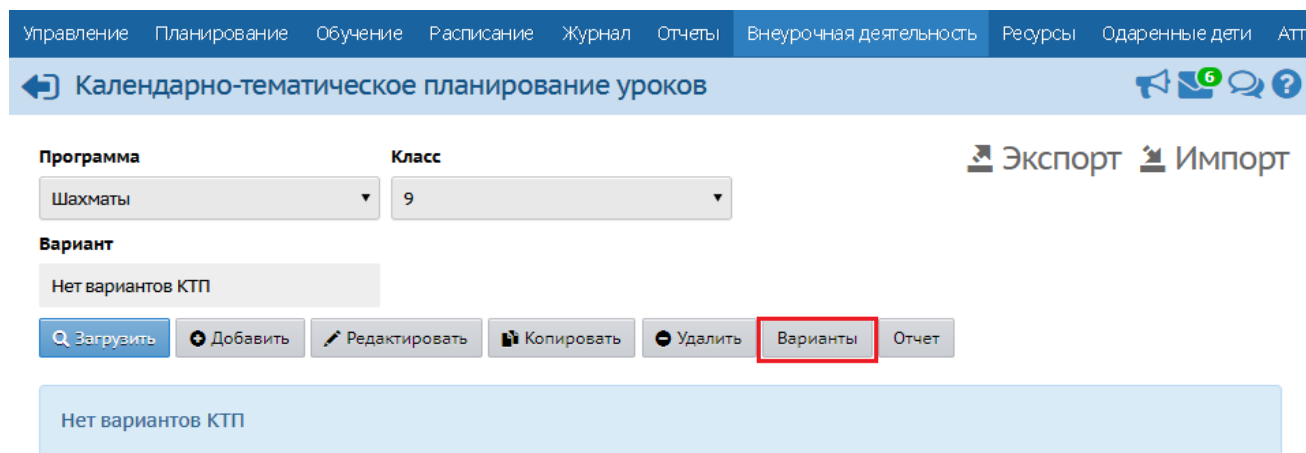 Управление Планирование Обучение Расписание Журнал Отчеты Внеурочная деятельность Ресурсы Одаренные дети Атт
Календарно-тематическое планирование уроков 6 ?
Программа Класс Экспорт Импорт
Шахматы 9
Вариант
Нет вариантов КТП
Загрузить Добавить Редактировать Копировать Удалить Варианты Отчет
Нет вариантов КТП